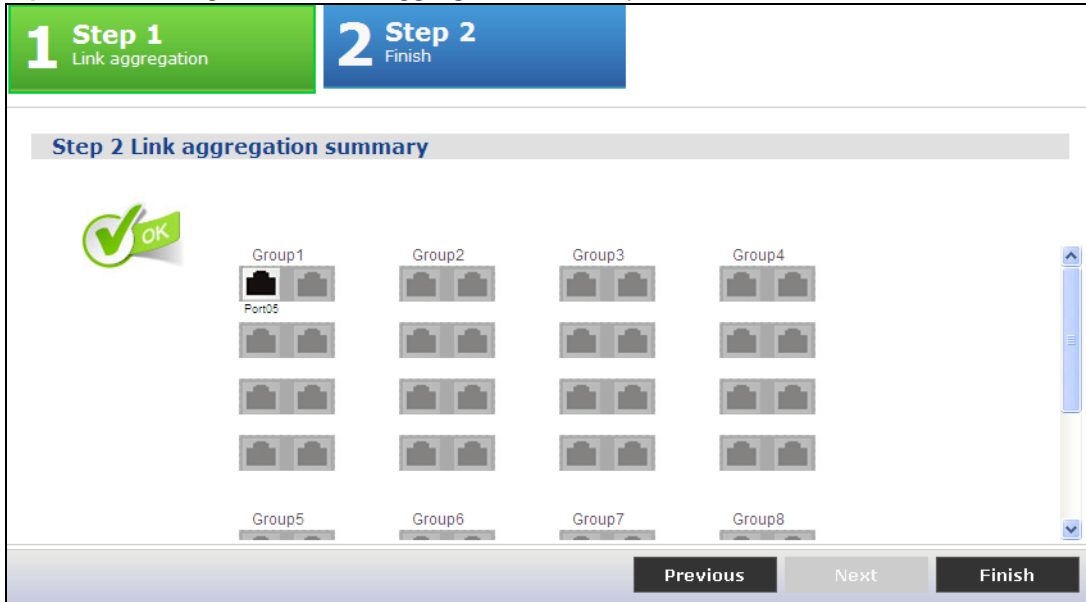 1 Step 1
Link aggregation
2 Step 2
Finish
Step 2 Link aggregation summary
OK
Group1 Group2 Group3 Group4
Port05
Group5 Group6 Group7 Group8
Previous Next Finish